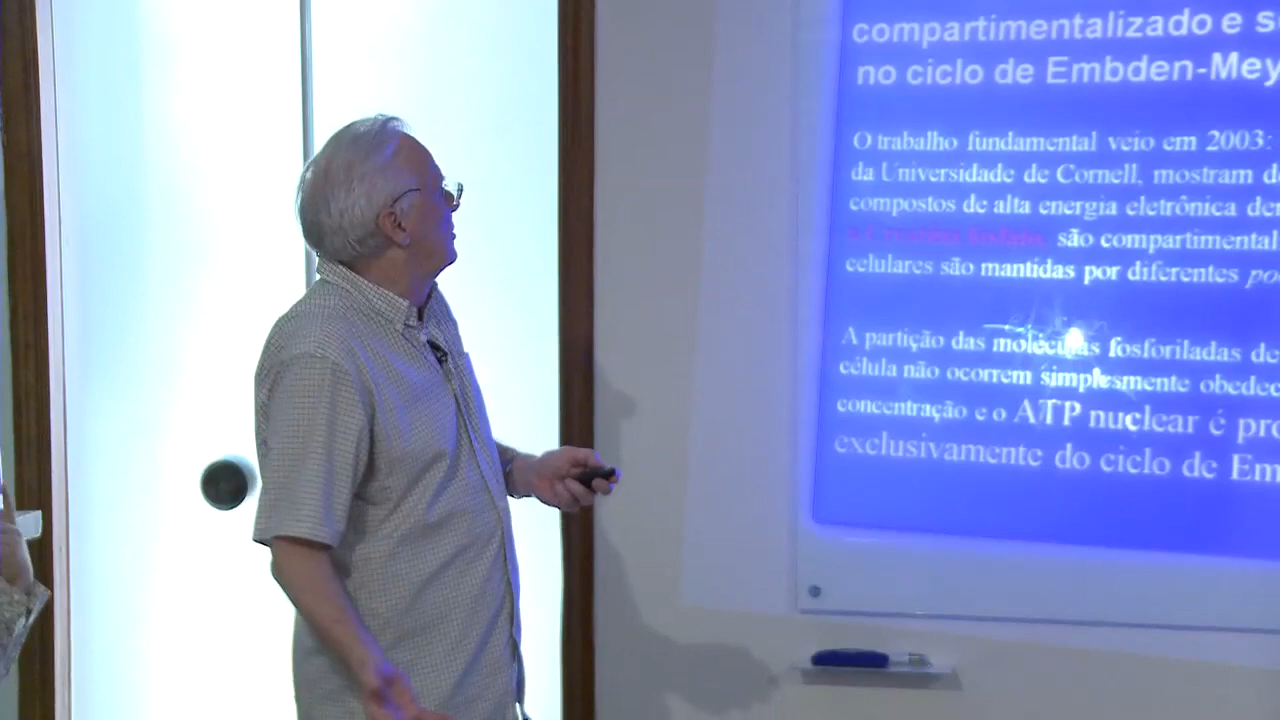 compartimentalizado e s
no ciclo de Embden-Mey
O trabalho fundamental veio em 2003:
da Universidade de Cornell, mostram d
compostos de alta energia eletrônica der
são compartimental
celulares são mantidas por diferentes po
A partição das moléculas fosforiladas de
célula não ocorrem simplesmente obedec
concentração e o ATP nuclear é pro
exclusivamente do ciclo de Em